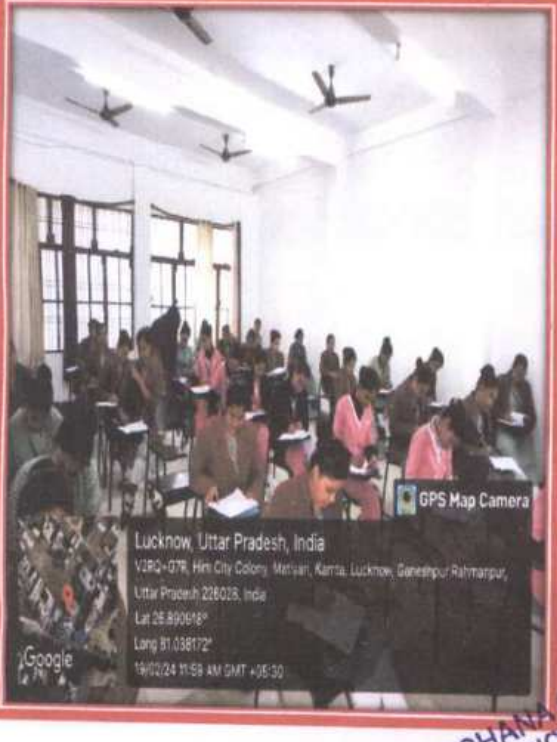 GPS Map Camera
Lucknow, Uttar Pradesh, India
V2RQ+G7R, Him City Colony, Matiyari, Kamta, Lucknow, Ganeshpur Rahmanpur,
Uttar Pradesh 226028, India
Lat 26.890918°
Long 81.038172°
19/02/24 11:59 AM GMT +05:30
Google